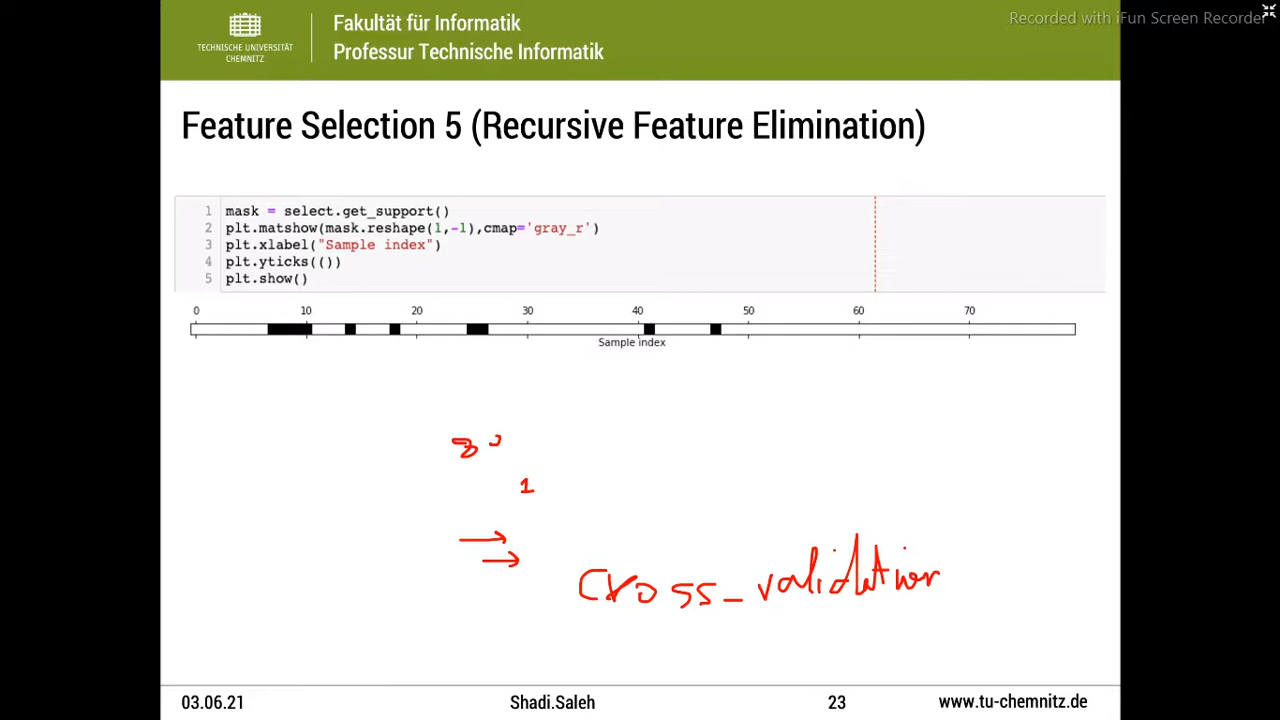 Recorded with iFun Screen Recorder
TECHNISCHE UNIVERSITÄT
CHEMNITZ
Fakultät für Informatik
Professur Technische Informatik
Feature Selection 5 (Recursive Feature Elimination)
1 mask = select.get_support()
2 plt.matshow(mask.reshape(1,-1),cmap='gray_r')
3 plt.xlabel("Sample index")
4 plt.yticks(())
5 plt.show()
0 10 20 30 40 50 60 70
Sample index
1
cross_validation
03.06.21 Shadi.Saleh 23 www.tu-chemnitz.de